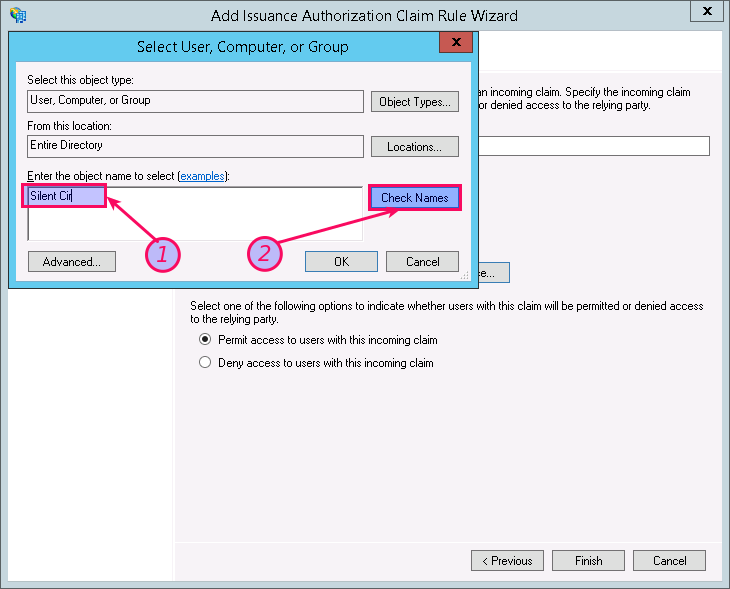 Add Issuance Authorization Claim Rule Wizard
X
Select User, Computer, or Group
X
Select this object type:
User, Computer, or Group
Object Types...
From this location:
Entire Directory
Locations...
Enter the object name to select (examples):
Silent Cir
Check Names
1
2
Advanced...
OK
Cancel
an incoming claim. Specify the incoming claim
or denied access to the relying party.
ce...
Select one of the following options to indicate whether users with this claim will be permitted or denied access
to the relying party.
Permit access to users with this incoming claim
Deny access to users with this incoming claim
< Previous
Finish
Cancel